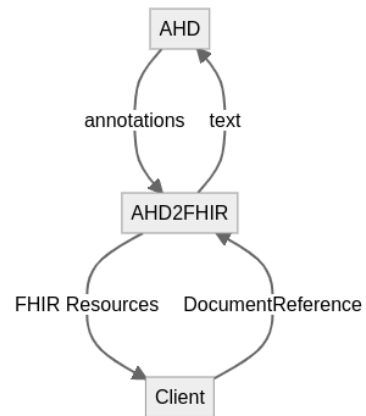 AHD
annotations text
AHD2FHIR
FHIR Resources DocumentReference
Client